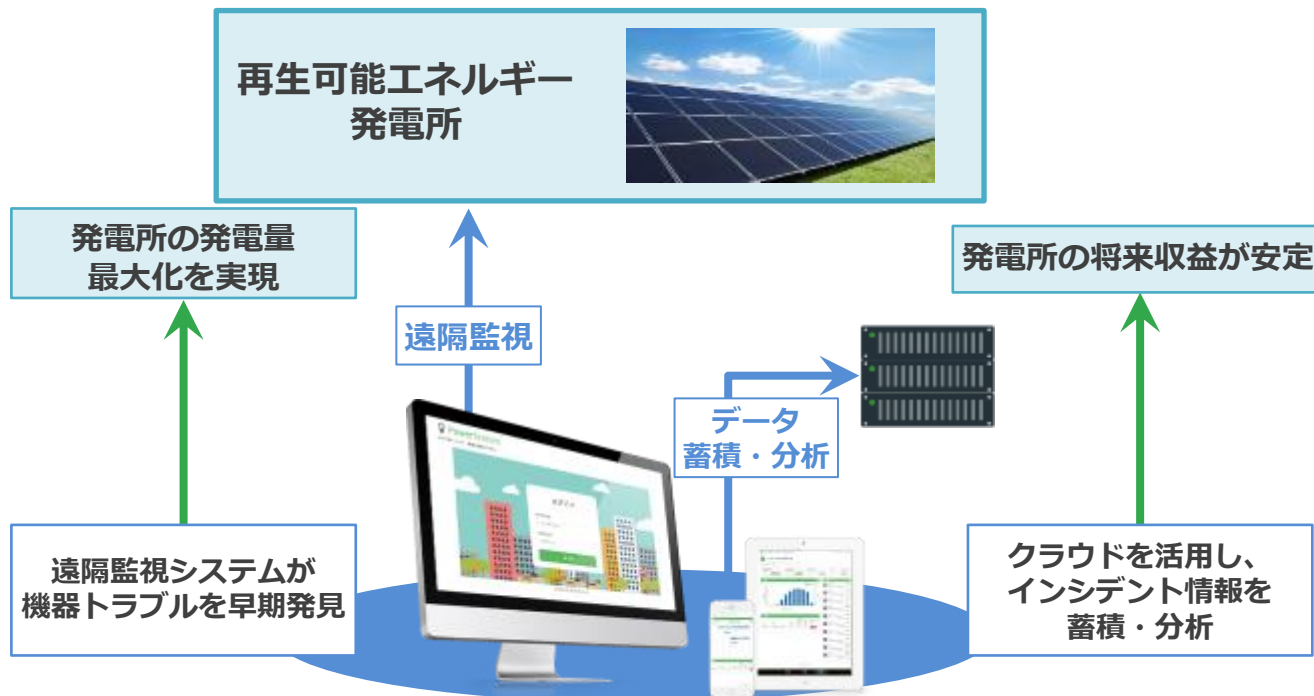 再生可能エネルギー
発電所
発電所の発電量
最大化を実現
発電所の将来収益が安定
遠隔監視
データ
蓄積・分析
遠隔監視システムが
機器トラブルを早期発見
クラウドを活用し、
インシデント情報を
蓄積・分析